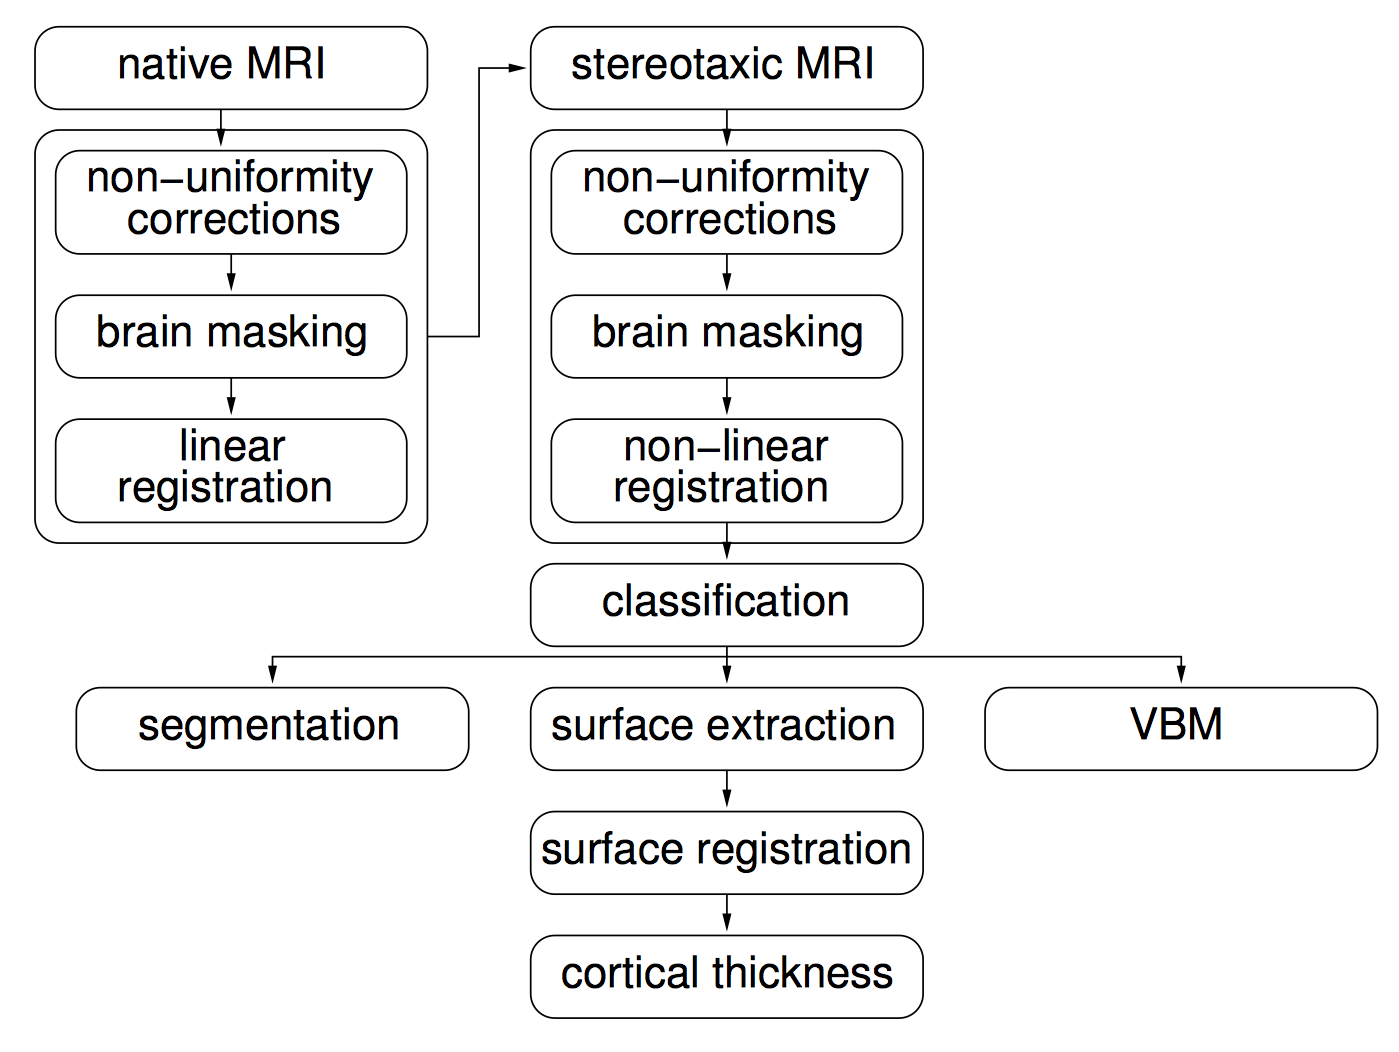 native MRI
non−uniformity
corrections
brain masking
linear
registration
stereotaxic MRI
non−uniformity
corrections
brain masking
non−linear
registration
classification
segmentation
surface extraction
VBM
surface registration
cortical thickness